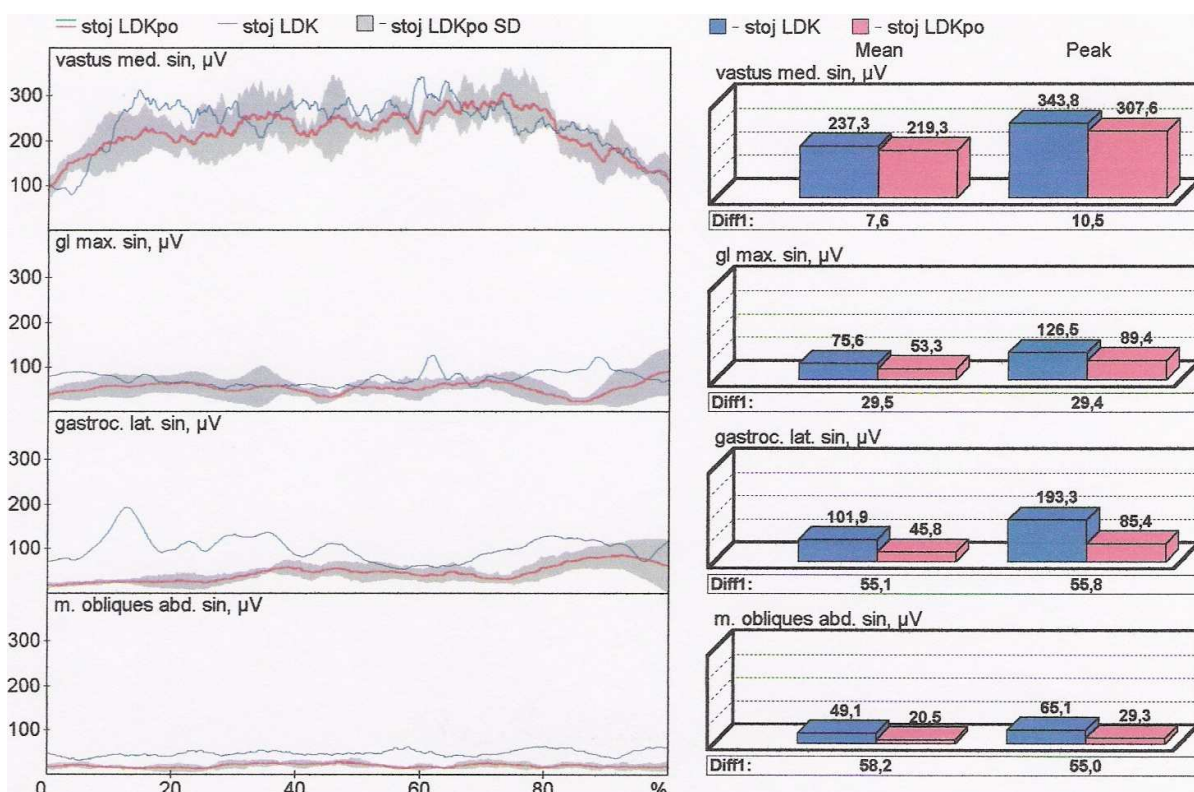 stoj LDKpo stoj LDK - stoj LDKpo SD
vastus med. sin, µV
300
200
100
gl max. sin, µV
300
200
100
gastroc. lat. sin, µV
300
200
100
m. obliques abd. sin, µV
300
200
100
0 20 40 60 80 %
- stoj LDK - stoj LDKpo
Mean Peak
vastus med. sin, µV
237,3 219,3 343,8 307,6
Diff1: 7,6 10,5
gl max. sin, µV
75,6 53,3 126,5 89,4
Diff1: 29,5 29,4
gastroc. lat. sin, µV
101,9 45,8 193,3 85,4
Diff1: 55,1 55,8
m. obliques abd. sin, µV
49,1 20,5 65,1 29,3
Diff1: 58,2 55,0